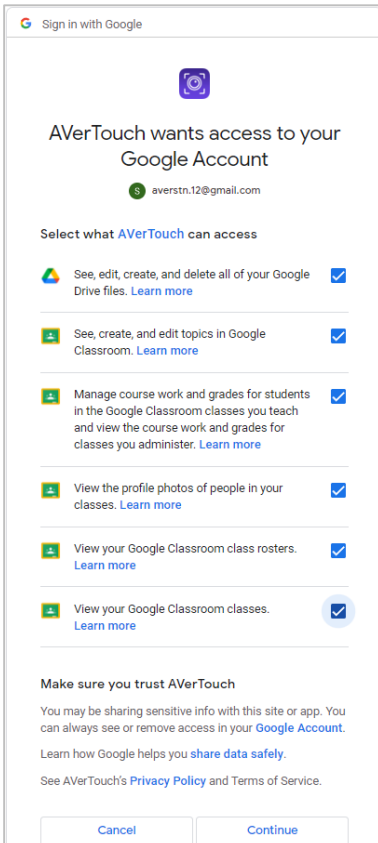 Sign in with Google
AVerTouch wants access to your
Google Account
S averstn.12@gmail.com
Select what AVerTouch can access
See, edit, create, and delete all of your Google
Drive files. Learn more
See, create, and edit topics in Google
Classroom. Learn more
Manage course work and grades for students
in the Google Classroom classes you teach
and view the course work and grades for
classes you administer. Learn more
View the profile photos of people in your
classes. Learn more
View your Google Classroom class rosters.
Learn more
View your Google Classroom classes.
Learn more
Make sure you trust AVerTouch
You may be sharing sensitive info with this site or app. You
can always see or remove access in your Google Account.
Learn how Google helps you share data safely.
See AVerTouch's Privacy Policy and Terms of Service.
Cancel Continue